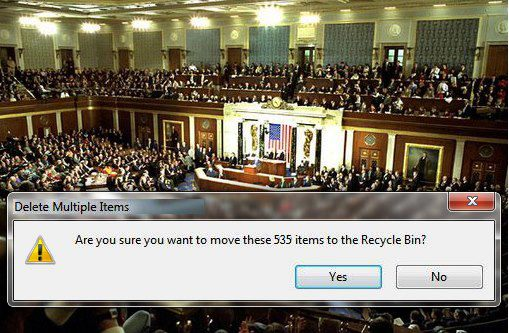 Delete Multiple Items
Are you sure you want to move these 535 items to the Recycle Bin?
Yes
No